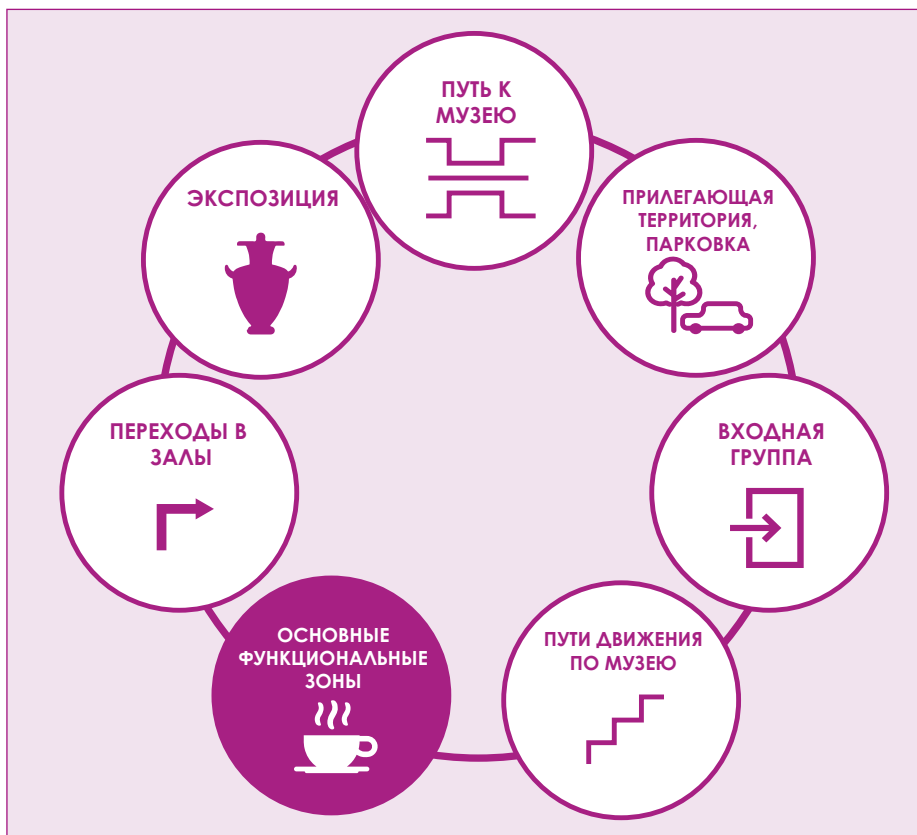 ПУТЬ К
МУЗЕЮ
ПРИЛЕГАЮЩАЯ
ТЕРРИТОРИЯ,
ПАРКОВКА
ВХОДНАЯ
ГРУППА
ПУТИ ДВИЖЕНИЯ
ПО МУЗЕЮ
ОСНОВНЫЕ
ФУНКЦИОНАЛЬНЫЕ
ЗОНЫ
ПЕРЕХОДЫ В
ЗАЛЫ
ЭКСПОЗИЦИЯ